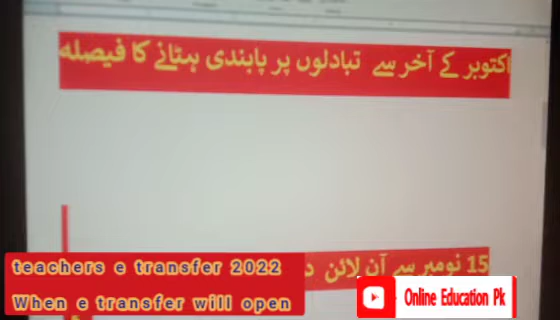 اکتوبر کے آخر سے تبادلوں پر پابندی ہٹانے کا فیصلہ
15 نومبر سے آن لائن
teachers e transfer 2022
When e transfer will open
Online Education Pk